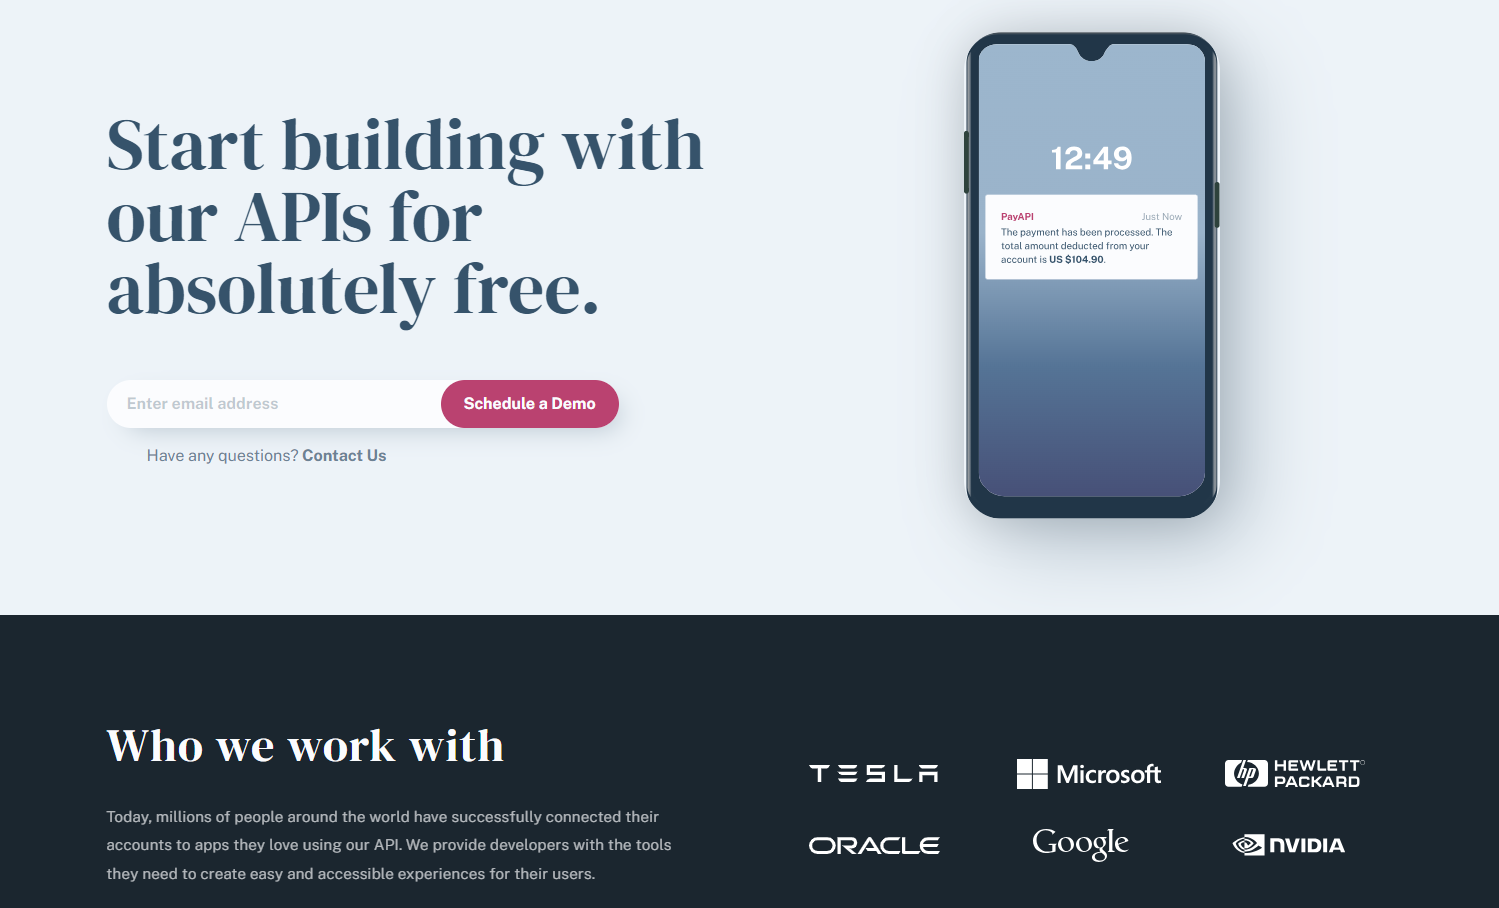 Start building with
our APIs for
absolutely free.
Enter email address
Schedule a Demo
Have any questions? Contact Us
12:49
PayAPI
Just Now
The payment has been processed. The
total amount deducted from your
account is US $104.90.
Who we work with
Today, millions of people around the world have successfully connected their
accounts to apps they love using our API. We provide developers with the tools
they need to create easy and accessible experiences for their users.
TESLA
Microsoft
hp HEWLETT
PACKARD
ORACLE
Google
NVIDIA